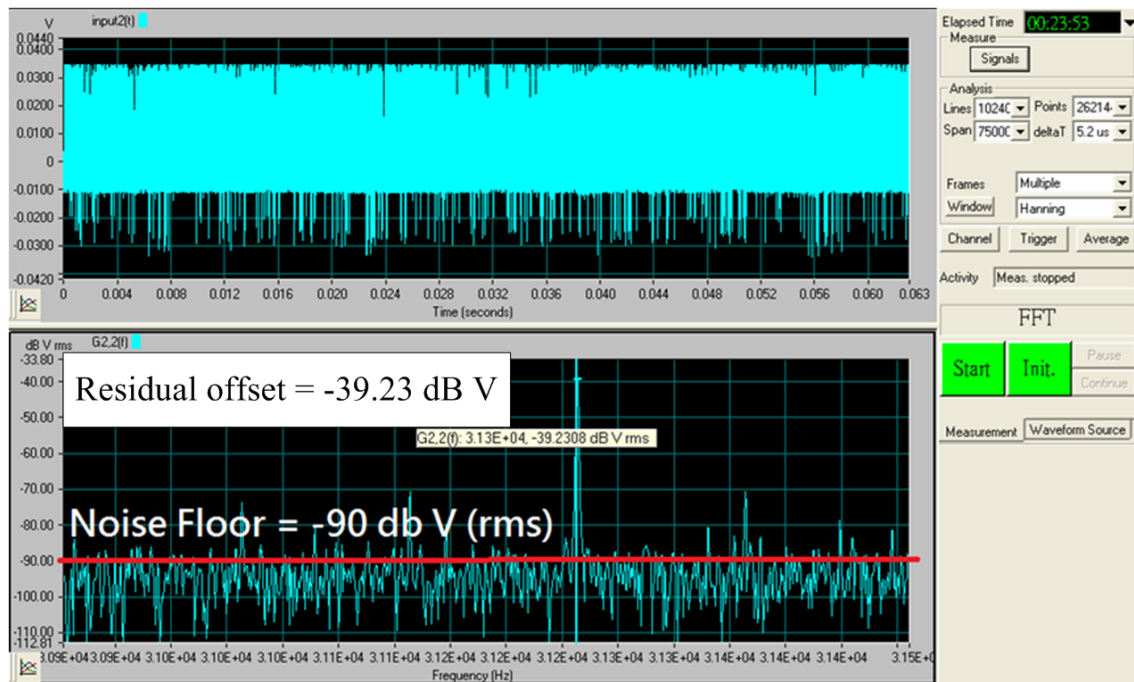 V input2(t)
0.0440
0.0400
0.0300
0.0200
0.0100
0
-0.0100
-0.0200
-0.0300
-0.0420
0 0.004 0.008 0.012 0.016 0.020 0.024 0.028 0.032 0.036 0.040 0.044 0.048 0.052 0.056 0.060 0.063
Time (seconds)
dB V rms G2,2(f)
-33.80
-40.00
-50.00
-60.00
-70.00
-80.00
-90.00
-100.00
-110.00
-112.81
Residual offset = -39.23 dB V
G2,2(f): 3.13E+04, -39.2308 dB V rms
Noise Floor = -90 db V (rms)
3.09E+04 3.09E+04 3.10E+04 3.10E+04 3.11E+04 3.11E+04 3.11E+04 3.12E+04 3.12E+04 3.12E+04 3.13E+04 3.13E+04 3.14E+04 3.14E+04 3.14E+04 3.15E+0
Frequency (Hz)
Elapsed Time 00:23:53
Measure
Signals
Analysis
Lines 10240 Points 26214
Span 75000 deltaT 5.2 us
Frames Multiple
Window Hanning
Channel Trigger Average
Activity Meas. stopped
FFT
Start Init. Pause
Continue
Measurement Waveform Source